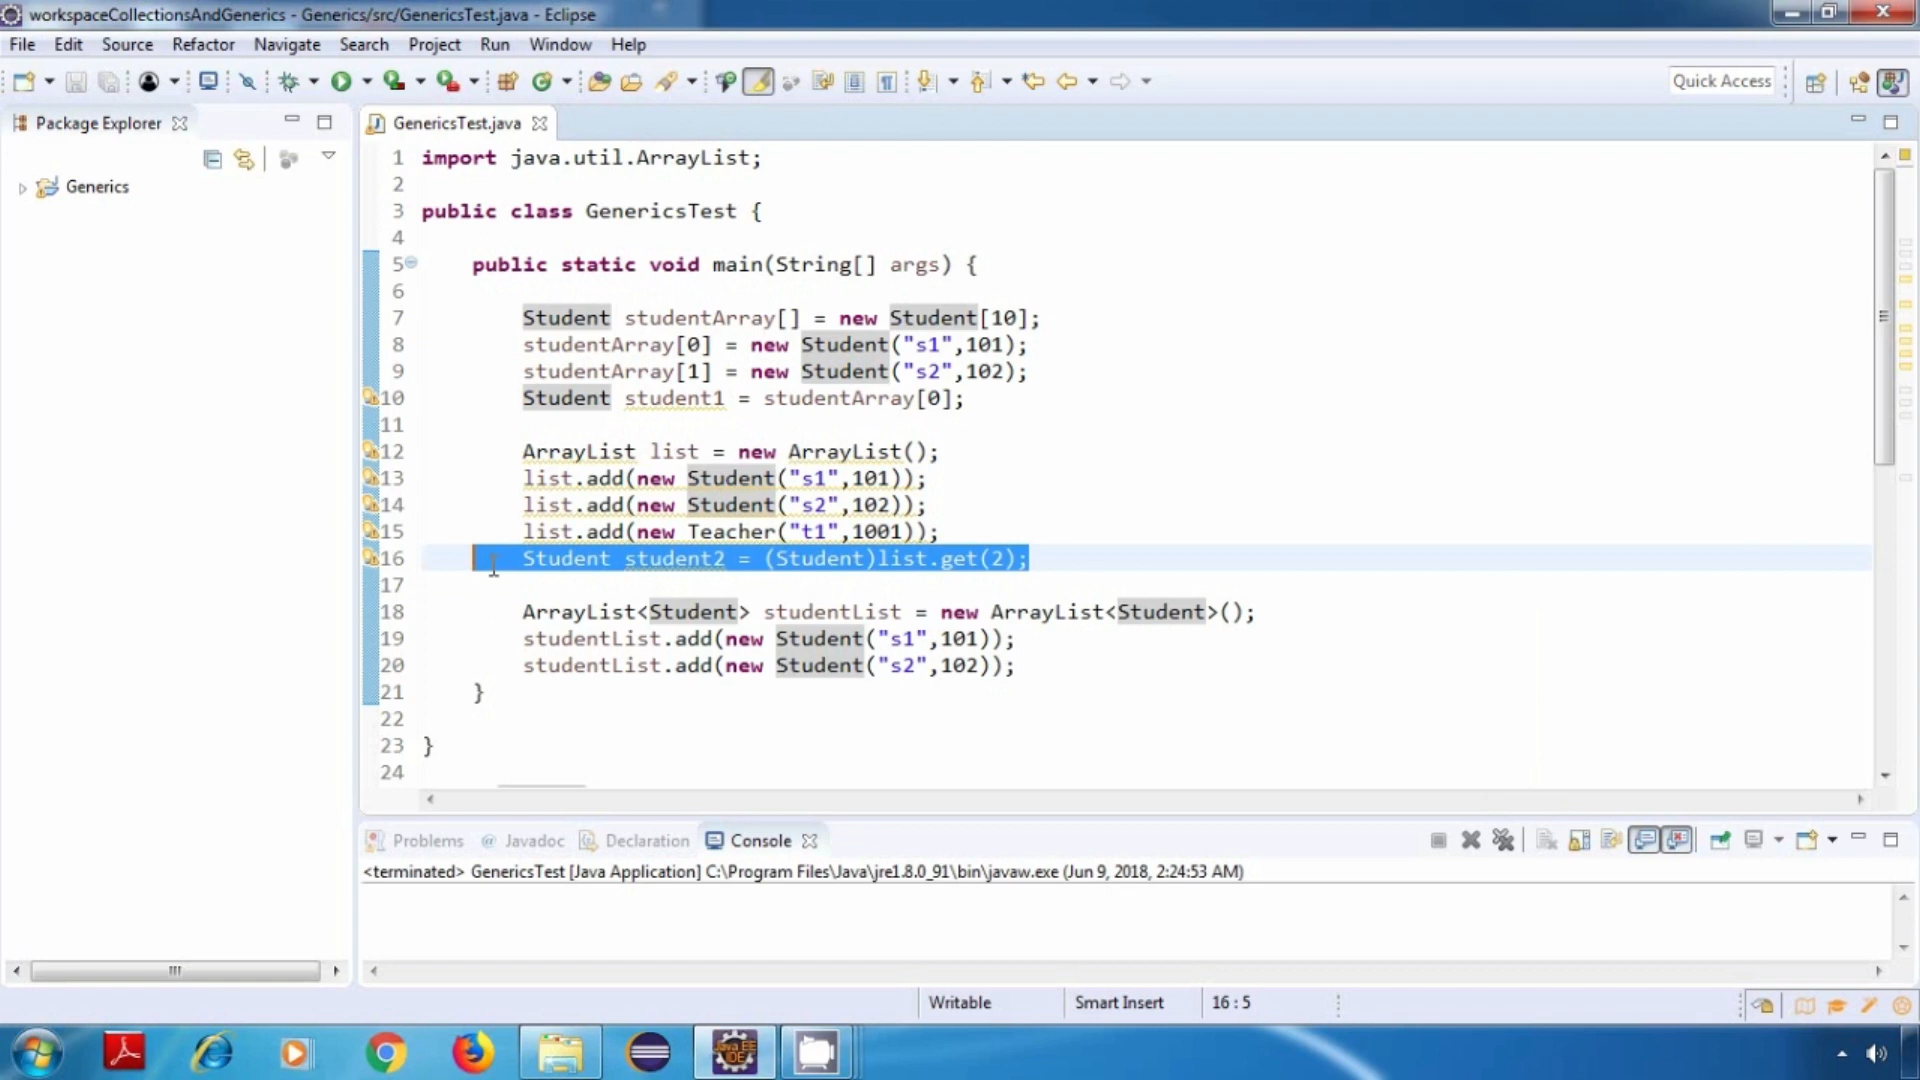 workspaceCollectionsAndGenerics - Generics/src/GenericsTest.java - Eclipse
File Edit Source Refactor Navigate Search Project Run Window Help
Quick Access
Package Explorer
Generics
GenericsTest.java
1 import java.util.ArrayList;
2
3 public class GenericsTest {
4
5 public static void main(String[] args) {
6
7 Student studentArray[] = new Student[10];
8 studentArray[0] = new Student("s1",101);
9 studentArray[1] = new Student("s2",102);
10 Student student1 = studentArray[0];
11
12 ArrayList list = new ArrayList();
13 list.add(new Student("s1",101));
14 list.add(new Student("s2",102));
15 list.add(new Teacher("t1",1001));
16 Student student2 = (Student)list.get(2);
17
18 ArrayList<Student> studentList = new ArrayList<Student>();
19 studentList.add(new Student("s1",101));
20 studentList.add(new Student("s2",102));
21 }
22
23 }
24
Problems Javadoc Declaration Console
<terminated> GenericsTest [Java Application] C:\Program Files\Java\jre1.8.0_91\bin\javaw.exe (Jun 9, 2018, 2:24:53 AM)
Writable Smart Insert 16 : 5
Java EE IDE